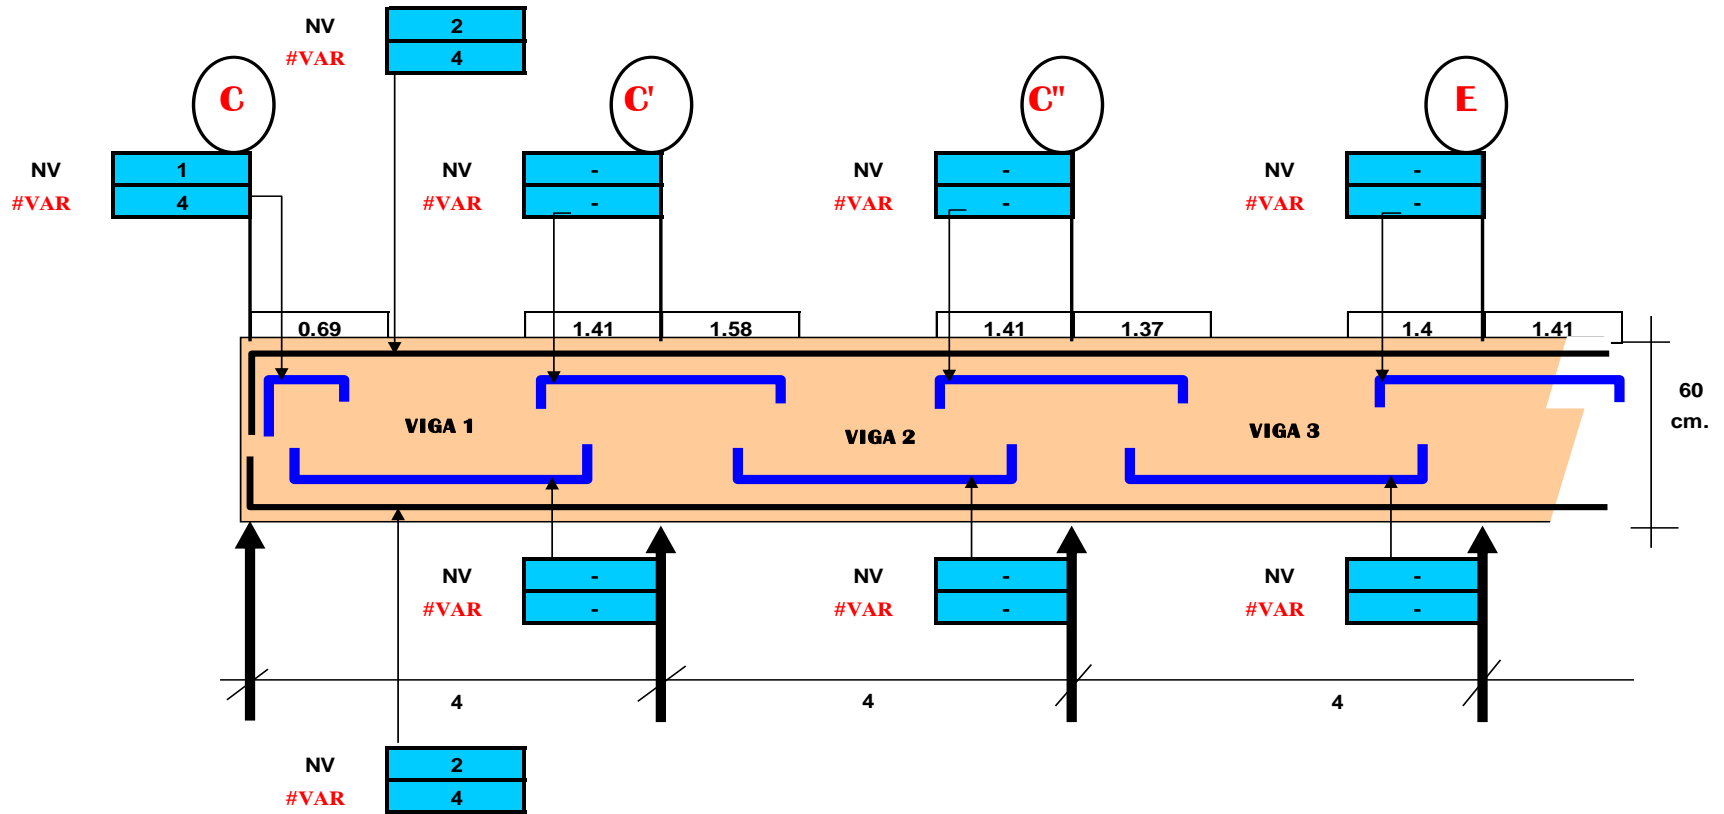 NV 2
#VAR 4
C C' C" E
NV 1 NV - NV - NV -
#VAR 4 #VAR - #VAR - #VAR -
0.69 1.41 1.58 1.41 1.37 1.4 1.41
60
cm.
VIGA 1 VIGA 2 VIGA 3
NV - NV - NV -
#VAR - #VAR - #VAR -
4 4 4
NV 2
#VAR 4